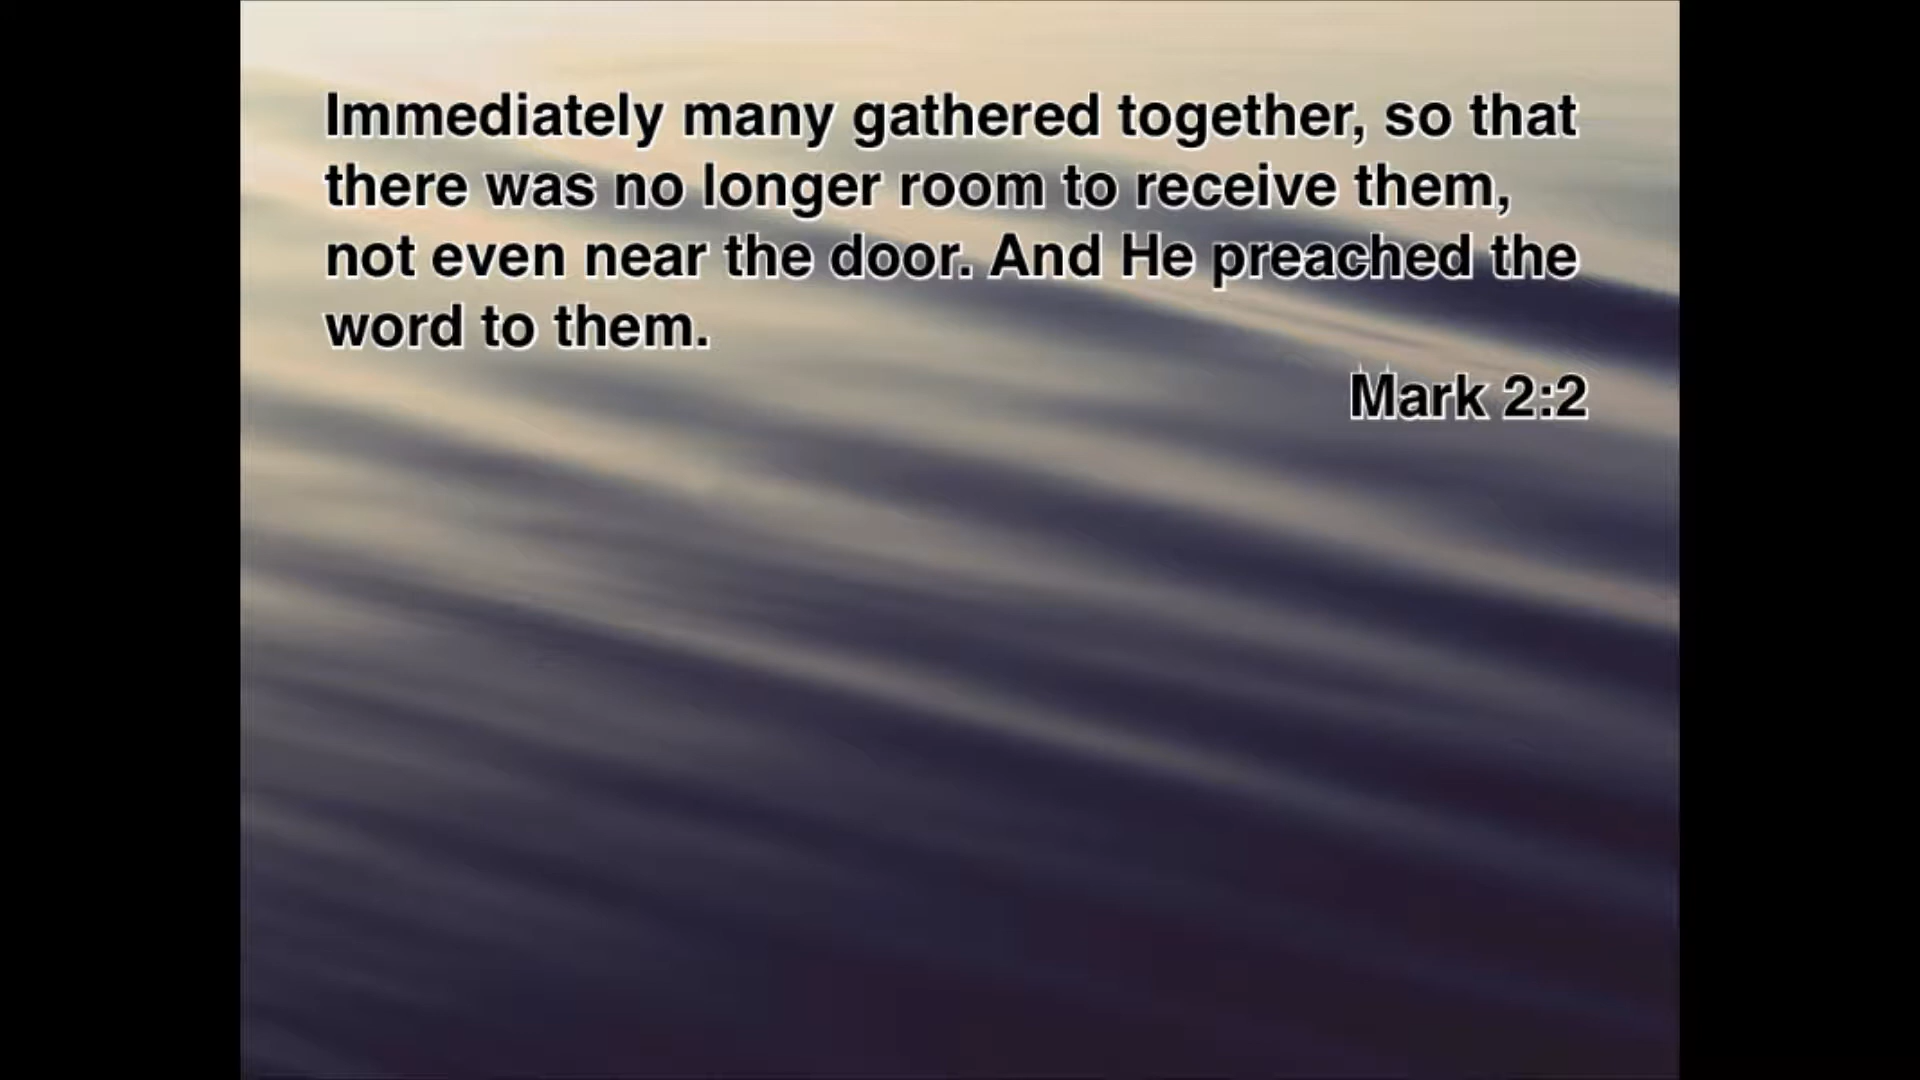 Immediately many gathered together, so that
there was no longer room to receive them,
not even near the door. And He preached the
word to them.
Mark 2:2